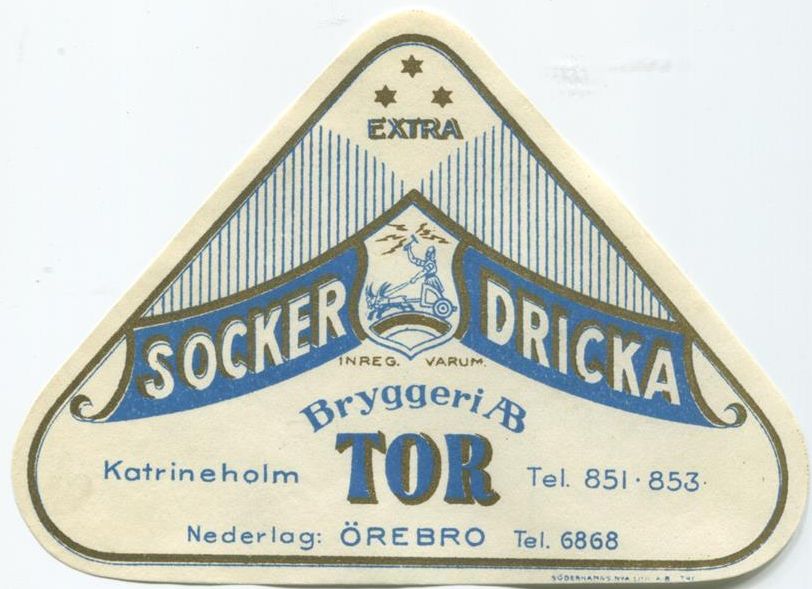 EXTRA
SOCKER DRICKA
INREG. VARUM.
Bryggeri AB
TOR
Katrineholm
Tel. 851 · 853.
Nederlag: ÖREBRO Tel. 6868